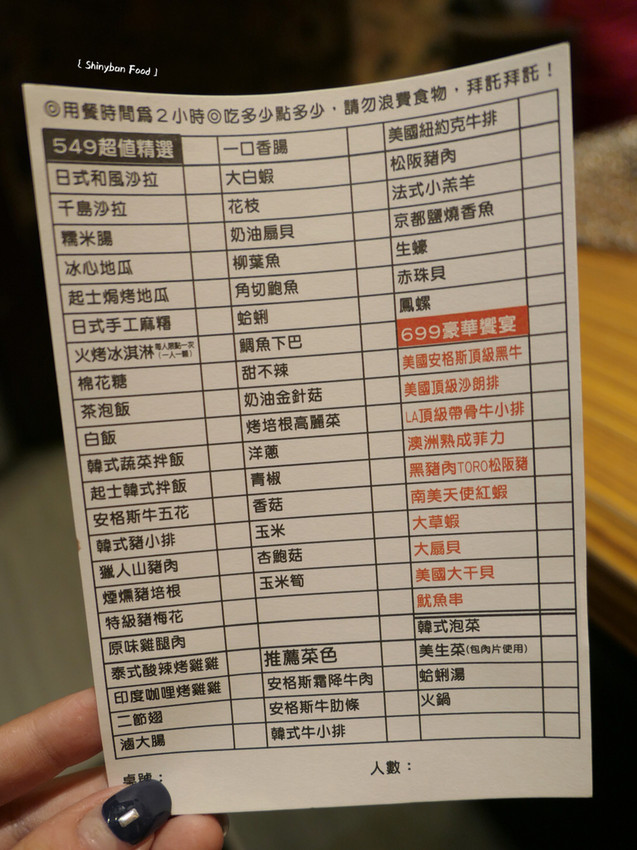 [ Shinyban Food ]
◎用餐時間為2小時◎吃多少點多少，請勿浪費食物，拜託拜託！
549超值精選
日式和風沙拉
千島沙拉
糯米腸
冰心地瓜
起士焗烤地瓜
日式手工麻糬
火烤冰淇淋(每人限點一次(一人一顆)
棉花糖
茶泡飯
白飯
韓式蔬菜拌飯
起士韓式拌飯
安格斯牛五花
韓式豬小排
獵人山豬肉
煙燻豬培根
特級豬梅花
原味雞腿肉
泰式酸辣烤雞雞
印度咖哩烤雞雞
二節翅
滷大腸
一口香腸
大白蝦
花枝
奶油扇貝
柳葉魚
角切鮑魚
蛤蜊
鯛魚下巴
甜不辣
奶油金針菇
烤培根高麗菜
洋蔥
青椒
香菇
玉米
杏鮑菇
玉米筍
推薦菜色
安格斯霜降牛肉
安格斯牛肋條
韓式牛小排
美國紐約克牛排
松阪豬肉
法式小羔羊
京都鹽燒香魚
生蠔
赤珠貝
鳳螺
699豪華饗宴
美國安格斯頂級黑牛
美國頂級沙朗排
LA頂級帶骨牛小排
澳洲熟成菲力
黑豬肉TORO松阪豬
南美天使紅蝦
大草蝦
大扇貝
美國大干貝
魷魚串
韓式泡菜
美生菜(包肉片使用)
蛤蜊湯
火鍋
桌號：
人數：